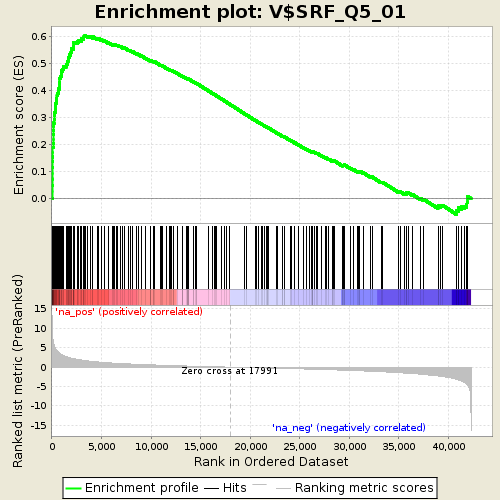 Enrichment plot: V$SRF_Q5_01
Enrichment score (ES)
0.6
0.5
0.4
0.3
0.2
0.1
0.0
Ranked list metric (PreRanked)
15
10
5
0
-5
-10
-15
'na_pos' (positively correlated)
Zero cross at 17991
'na_neg' (negatively correlated)
0 5,000 10,000 15,000 20,000 25,000 30,000 35,000 40,000
Rank in Ordered Dataset
Enrichment profile Hits Ranking metric scores